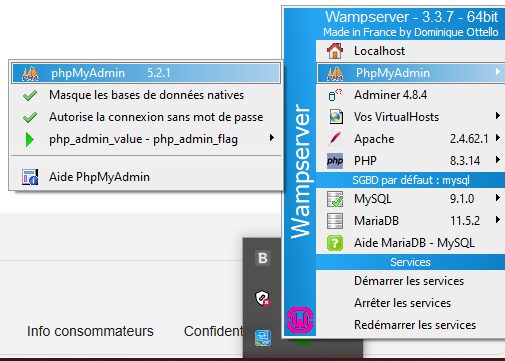 Wampserver - 3.3.7 - 64bit
Made in France by Dominique Ottello
Wampserver
Localhost
PhpMyAdmin
Adminer 4.8.4
Vos VirtualHosts
Apache 2.4.62.1
php PHP 8.3.14
SGBD par défaut : mysql
MySQL 9.1.0
MariaDB 11.5.2
Aide MariaDB - MySQL
Services
Démarrer les services
Arrêter les services
Redémarrer les services
phpMyAdmin 5.2.1
Masque les bases de données natives
Autorise la connexion sans mot de passe
php_admin_value - php_admin_flag
Aide PhpMyAdmin
B
Info consommateurs
Confident